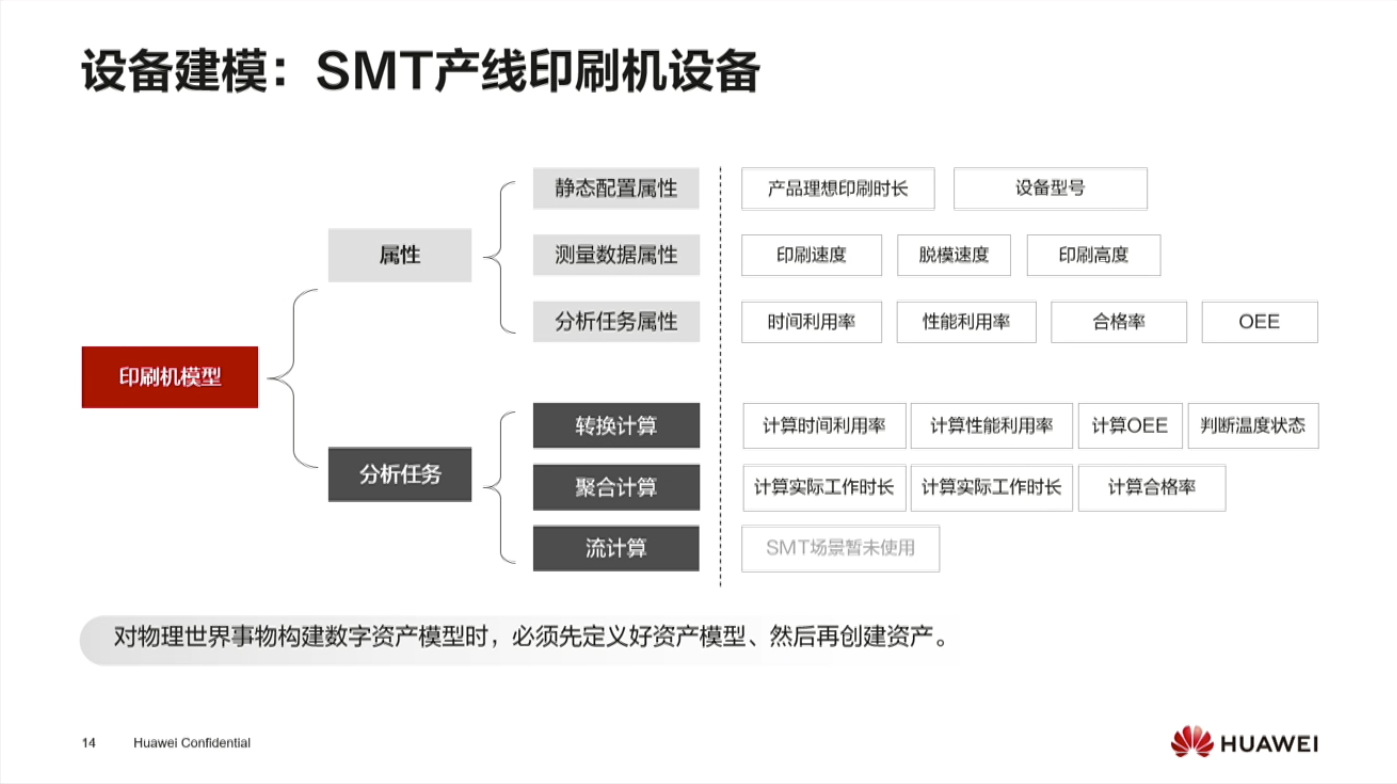 设备建模：SMT产线印刷机设备
静态配置属性 产品理想印刷时长 设备型号
属性 测量数据属性 印刷速度 脱模速度 印刷高度
分析任务属性 时间利用率 性能利用率 合格率 OEE
印刷机模型
转换计算 计算时间利用率 计算性能利用率 计算OEE 判断温度状态
分析任务 聚合计算 计算实际工作时长 计算实际工作时长 计算合格率
流计算 SMT场景暂未使用
对物理世界事物构建数字资产模型时，必须先定义好资产模型、然后再创建资产。
14 Huawei Confidential HUAWEI